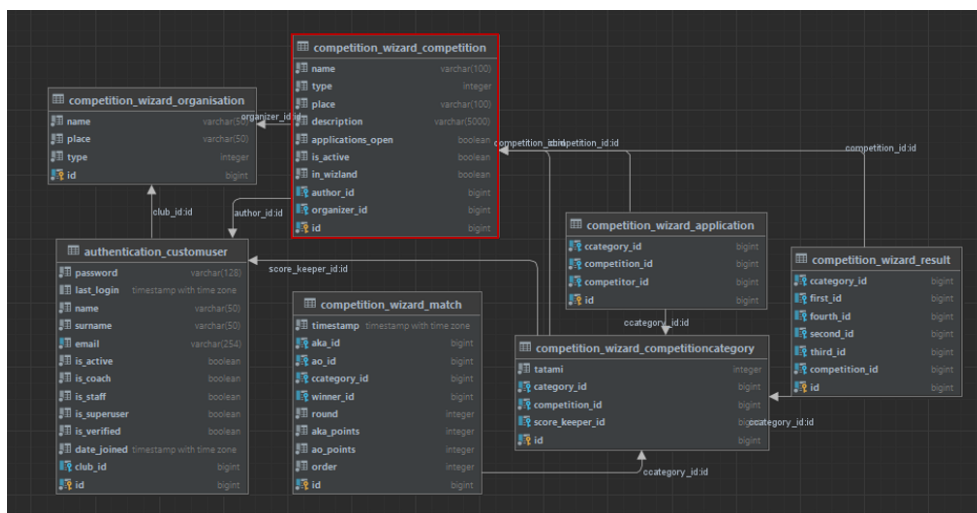 competition_wizard_competition
name varchar(100)
type integer
place varchar(100)
description varchar(5000)
applications_open boolean
is_active boolean
in_wizland boolean
author_id bigint
organizer_id bigint
id bigint
competition_wizard_organisation
name varchar(50)
place varchar(50)
type integer
id bigint
organizer_id:id
club_id:id
author_id:id
competition_id:id
competition_id:id
competition_wizard_application
ccategory_id bigint
competition_id bigint
competitor_id bigint
id bigint
authentication_customuser
password varchar(128)
last_login timestamp with time zone
name varchar(50)
surname varchar(50)
email varchar(254)
is_active boolean
is_coach boolean
is_staff boolean
is_superuser boolean
is_verified boolean
date_joined timestamp with time zone
club_id bigint
id bigint
score_keeper_id:id
competition_wizard_result
ccategory_id bigint
first_id bigint
fourth_id bigint
second_id bigint
third_id bigint
competition_id bigint
id bigint
competition_wizard_match
timestamp timestamp with time zone
aka_id bigint
ao_id bigint
ccategory_id bigint
winner_id bigint
round integer
aka_points integer
ao_points integer
order integer
id bigint
ccategory_id:id
competition_wizard_competitioncategory
tatami integer
category_id bigint
competition_id bigint
score_keeper_id
id bigint
ccategory_id:id
ccategory_id:id